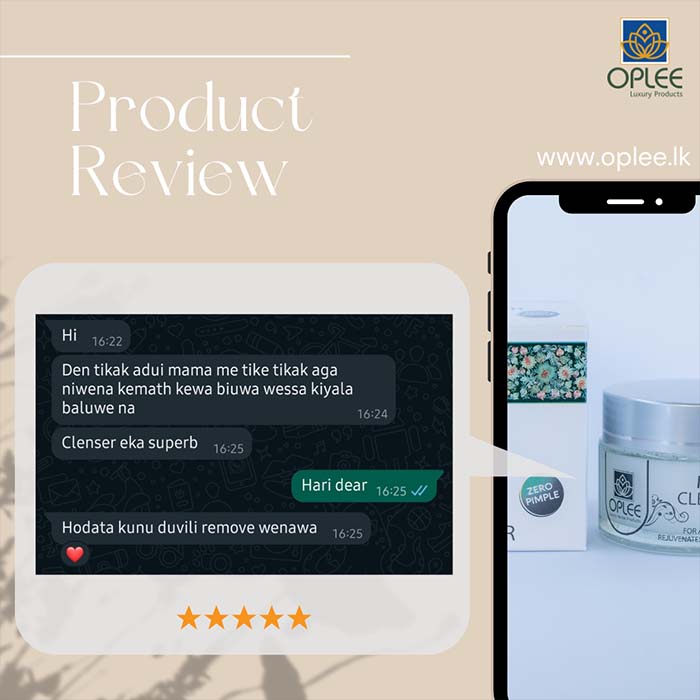 OPLEE
Luxury Products
Product
Review
www.oplee.lk
Hi 16:22
Den tikak adui mama me tike tikak aga
niwena kemath kewa biuwa wessa kiyala
baluwe na
16:24
Clenser eka superb 16:25
Hari dear 16:25
Hodata kunu duvili remove wenawa 16:25
ZERO
PIMPLE
R
OPLEE
CLE
FOR
REJUVENATES